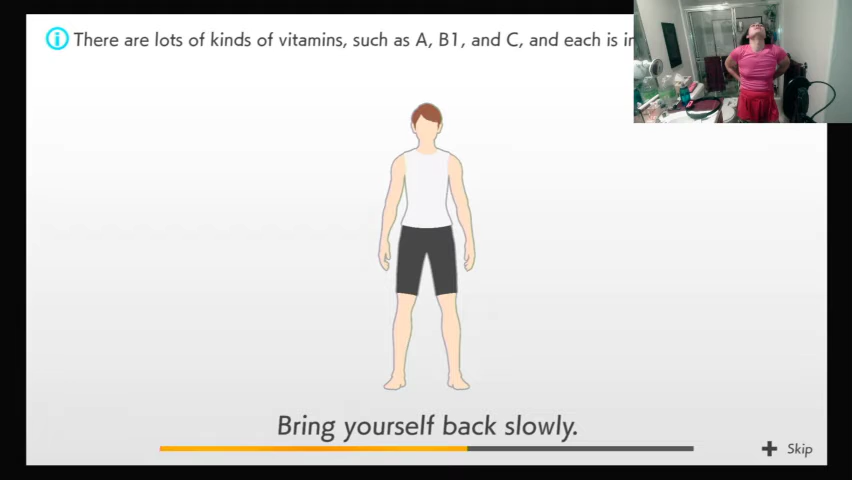 There are lots of kinds of vitamins, such as A, B1, and C, and each is
Bring yourself back slowly.
Skip